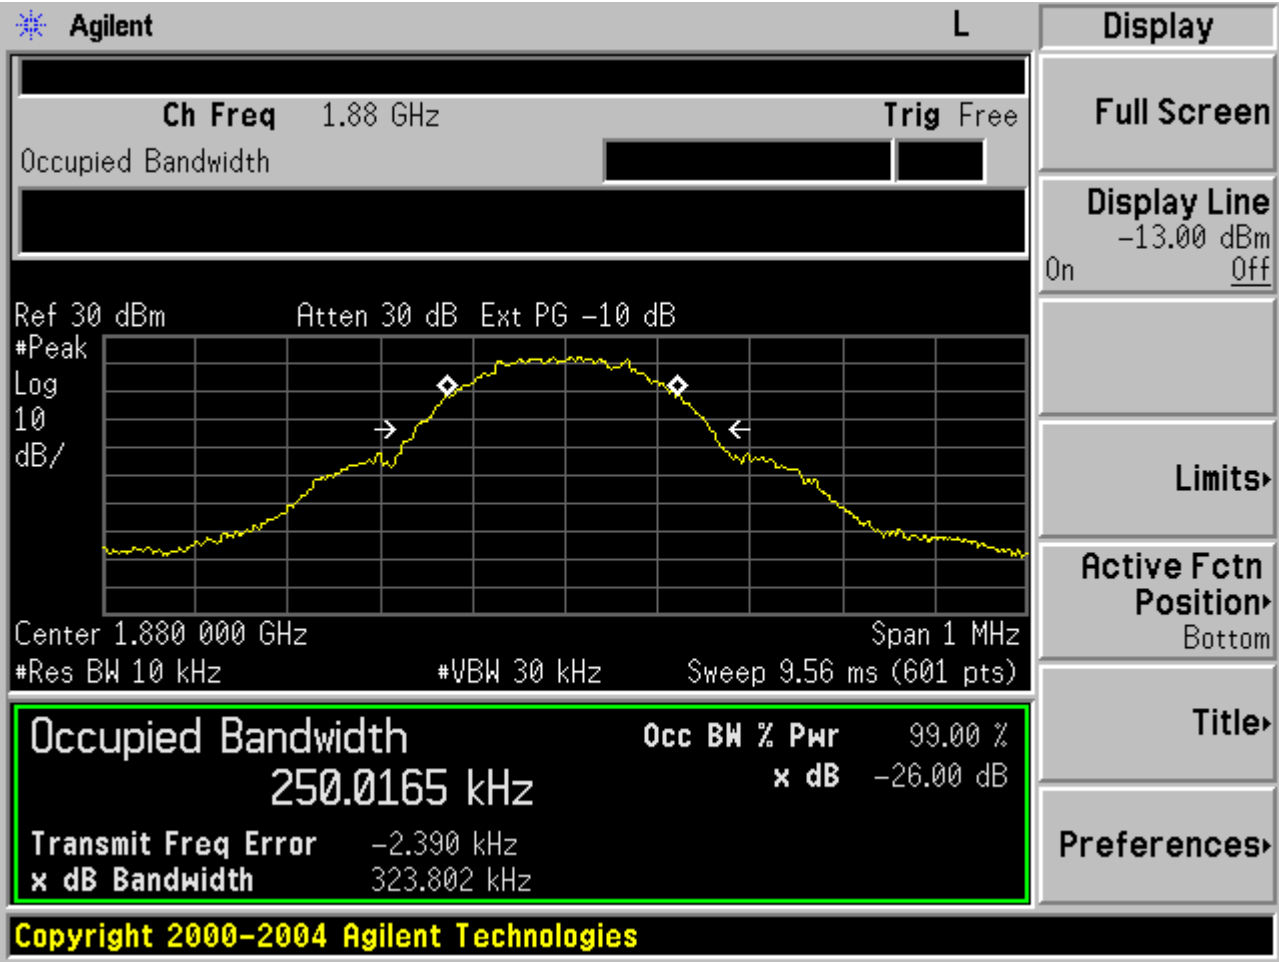 Agilent L Display
Full Screen
Ch Freq 1.88 GHz Trig Free
Occupied Bandwidth
Display Line
-13.00 dBm
On Off
Ref 30 dBm Atten 30 dB Ext PG -10 dB
#Peak
Log
10
dB/
Limits
Active Fctn
Position
Bottom
Center 1.880 000 GHz Span 1 MHz
#Res BW 10 kHz #VBW 30 kHz Sweep 9.56 ms (601 pts)
Occupied Bandwidth Occ BW % Pwr 99.00 %
250.0165 kHz x dB -26.00 dB
Title
Transmit Freq Error -2.390 kHz
x dB Bandwidth 323.802 kHz
Preferences
Copyright 2000-2004 Agilent Technologies